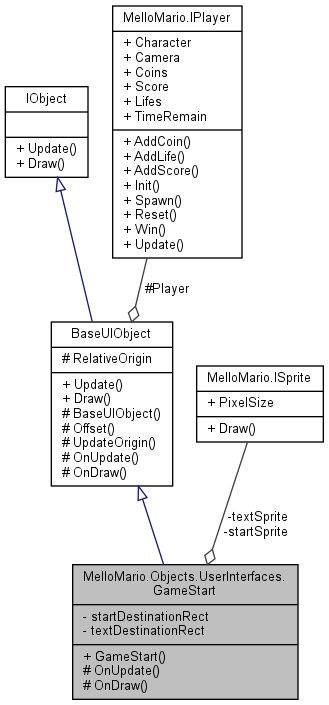 MelloMario.IPlayer
+ Character
+ Camera
+ Coins
+ Score
+ Lifes
+ TimeRemain
+ AddCoin()
+ AddLife()
+ AddScore()
+ Init()
+ Spawn()
+ Reset()
+ Win()
+ Update()
IObject
+ Update()
+ Draw()
#Player
BaseUIObject
# RelativeOrigin
+ Update()
+ Draw()
# BaseUIObject()
# Offset()
# UpdateOrigin()
# OnUpdate()
# OnDraw()
MelloMario.ISprite
+ PixelSize
+ Draw()
-textSprite
-startSprite
MelloMario.Objects.UserInterfaces.
GameStart
- startDestinationRect
- textDestinationRect
+ GameStart()
# OnUpdate()
# OnDraw()